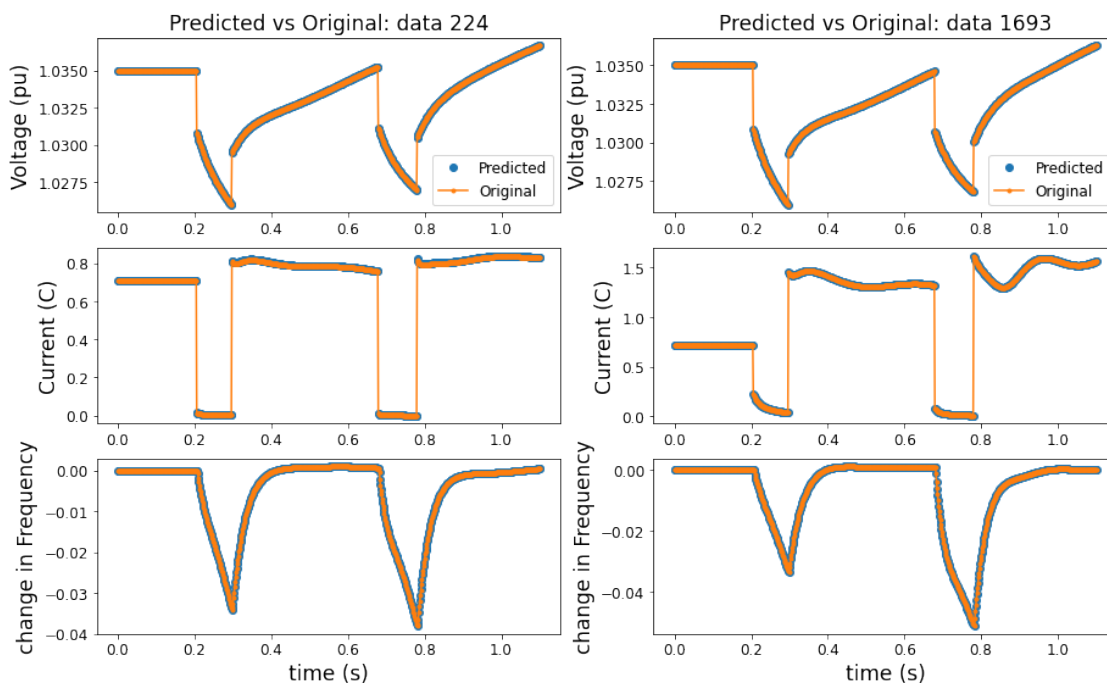 Predicted vs Original: data 224
Voltage (pu)
1.0350
1.0325
1.0300
1.0275
Predicted
Original
0.0 0.2 0.4 0.6 0.8 1.0
Current (C)
0.8
0.6
0.4
0.2
0.0
0.0 0.2 0.4 0.6 0.8 1.0
change in Frequency
0.00
−0.01
−0.02
−0.03
−0.04
0.0 0.2 0.4 0.6 0.8 1.0
time (s)
Predicted vs Original: data 1693
Voltage (pu)
1.0350
1.0325
1.0300
1.0275
Predicted
Original
0.0 0.2 0.4 0.6 0.8 1.0
Current (C)
1.5
1.0
0.5
0.0
0.0 0.2 0.4 0.6 0.8 1.0
change in Frequency
0.00
−0.02
−0.04
0.0 0.2 0.4 0.6 0.8 1.0
time (s)